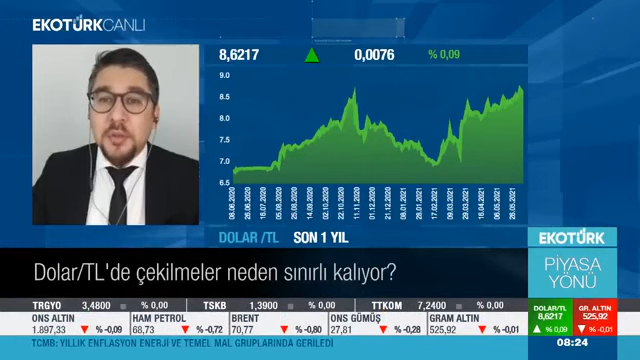 EKOTÜRK CANLI
8,6217 0,0076 % 0,09
9.0
8.5
8.0
7.5
7.0
6.5
08.06.2020 26.06.2020 16.07.2020 05.08.2020 25.08.2020 14.09.2020 02.10.2020 22.10.2020 11.11.2020 01.12.2020 21.12.2020 08.01.2021 28.01.2021 17.02.2021 09.03.2021 29.03.2021 16.04.2021 06.05.2021 26.05.2021
DOLAR /TL SON 1 YIL
EKOTÜRK
PİYASA
YÖNÜ
08:24
Dolar/TL'de çekilmeler neden sınırlı kalıyor?
TRGYO 3,4800 % 0,00 TSKB 1,3900 % 0,00 TTKOM 7,2400 % 0,00
ONS ALTIN HAM PETROL BRENT ONS GÜMÜŞ GRAM ALTIN
1.897,33 % -0,09 68,73 % -0,72 70,77 % -0,80 27,81 % -0,28 525,92 % -0,01
DOLAR/TL GR. ALTIN
8,6217 525,92
% 0,09 % -0,01
TCMB: YILLIK ENFLASYON ENERJİ VE TEMEL MAL GRUPLARINDA GERİLEDİ